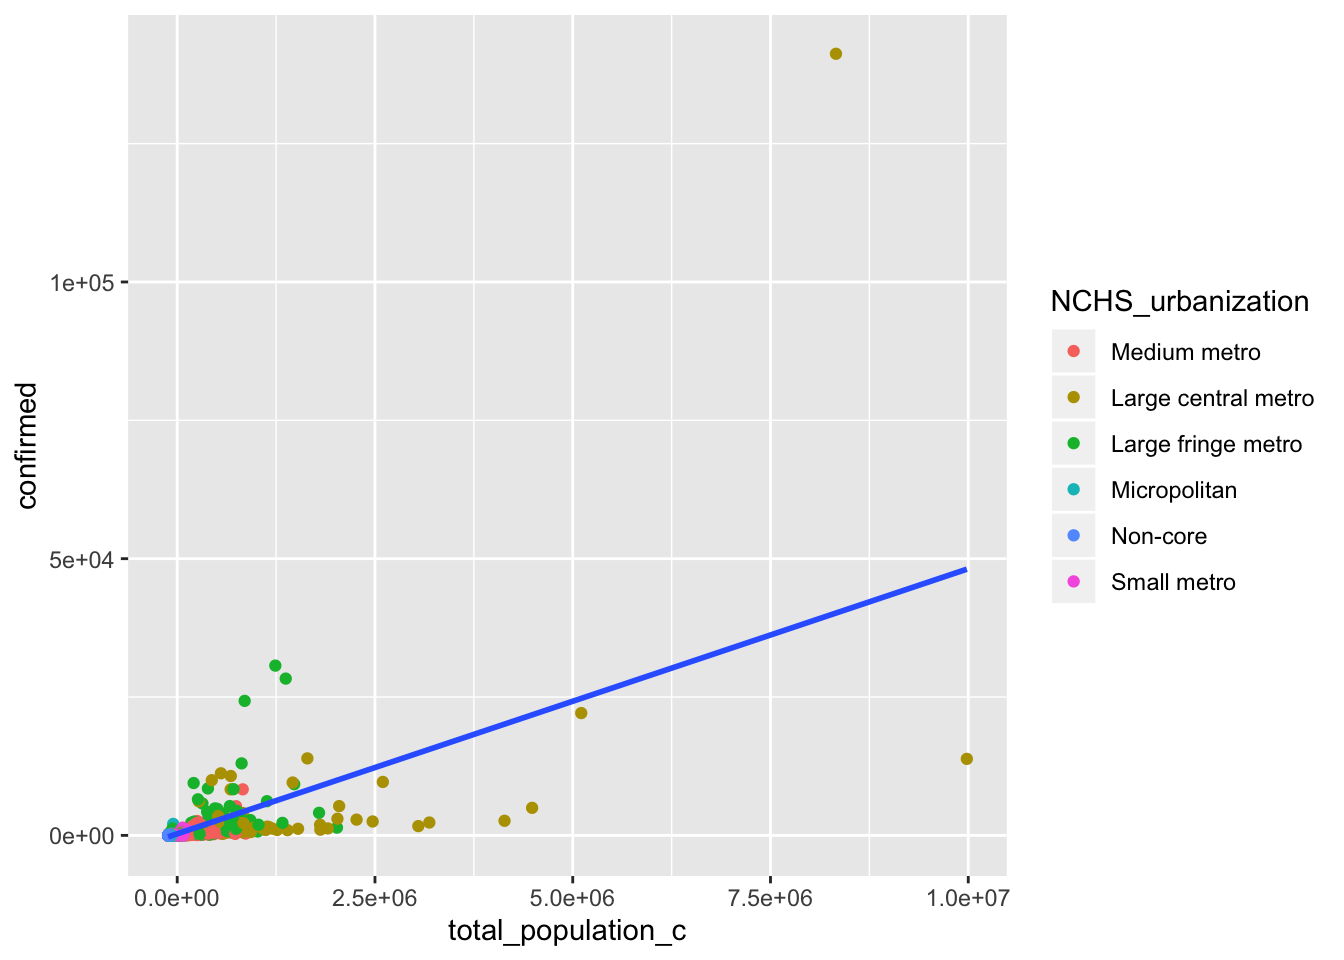 confirmed
1e+05
5e+04
0e+00
0.0e+00 2.5e+06 5.0e+06 7.5e+06 1.0e+07
total_population_c
NCHS_urbanization
Medium metro
Large central metro
Large fringe metro
Micropolitan
Non-core
Small metro